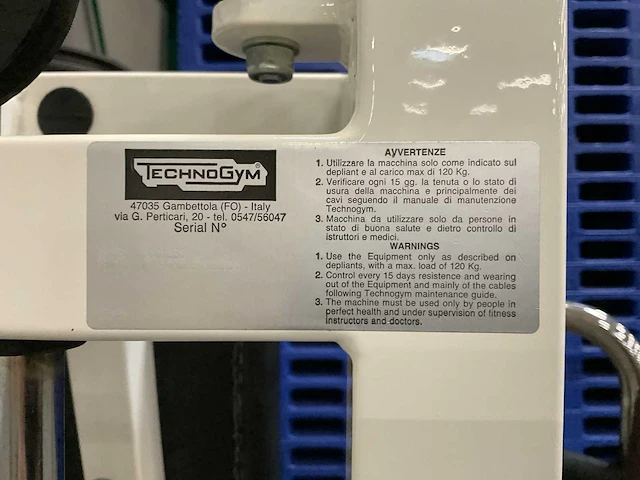 TECHNOGYM®
47035 Gambettola (FO) - Italy
via G. Perticari, 20 - tel. 0547/56047
Serial N°
AVVERTENZE
1. Utilizzare la macchina solo come indicato sul
depliant e al carico max di 120 Kg.
2. Verificare ogni 15 gg. la tenuta o lo stato di
usura della macchina e principalmente dei
cavi seguendo il manuale di manutenzione
Technogym.
3. Macchina da utilizzare solo da persone in
stato di buona salute e dietro controllo di
istruttori e medici.
WARNINGS
1. Use the Equipment only as described on
depliants, with a max. load of 120 Kg.
2. Control every 15 days resistence and wearing
out of the Equipment and mainly of the cables
following Technogym maintenance guide.
3. The machine must be used only by people in
perfect health and under supervision of fitness
instructors and doctors.